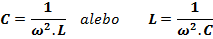 C = 1/(ω².L) alebo L = 1/(ω².C)